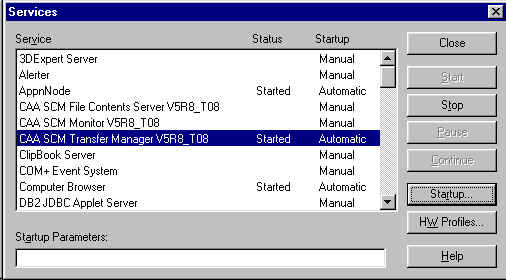 Services
Service Status Startup
3DExpert Server Manual
Alerter Manual
AppnNode Started Automatic
CAA SCM File Contents Server V5R8_T08 Manual
CAA SCM Monitor V5R8_T08 Manual
CAA SCM Transfer Manager V5R8_T08 Started Automatic
ClipBook Server Manual
COM+ Event System Manual
Computer Browser Started Automatic
DB2 JDBC Applet Server Manual
Startup Parameters:
Close
Start
Stop
Pause
Continue
Startup...
HW Profiles...
Help